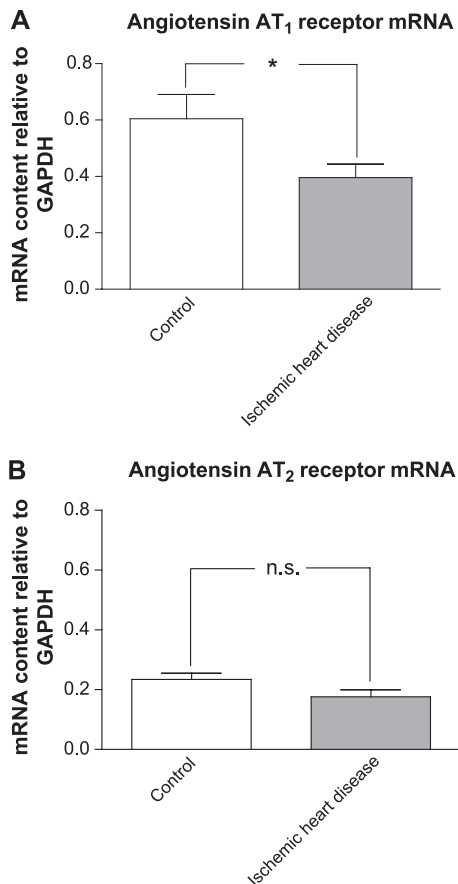 A
Angiotensin AT₁ receptor mRNA
mRNA content relative to
GAPDH
0.8
0.6
0.4
0.2
0.0
*
Control
Ischemic heart disease
B
Angiotensin AT₂ receptor mRNA
mRNA content relative to
GAPDH
0.8
0.6
0.4
0.2
0.0
n.s.
Control
Ischemic heart disease